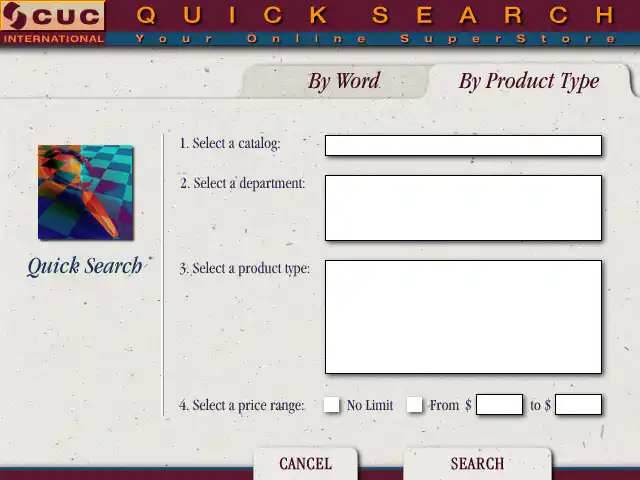 CUC
INTERNATIONAL
QUICK SEARCH
Your Online SuperStore
By Word
By Product Type
1. Select a catalog:
2. Select a department:
Quick Search
3. Select a product type:
4. Select a price range: No Limit From $ to $
CANCEL
SEARCH